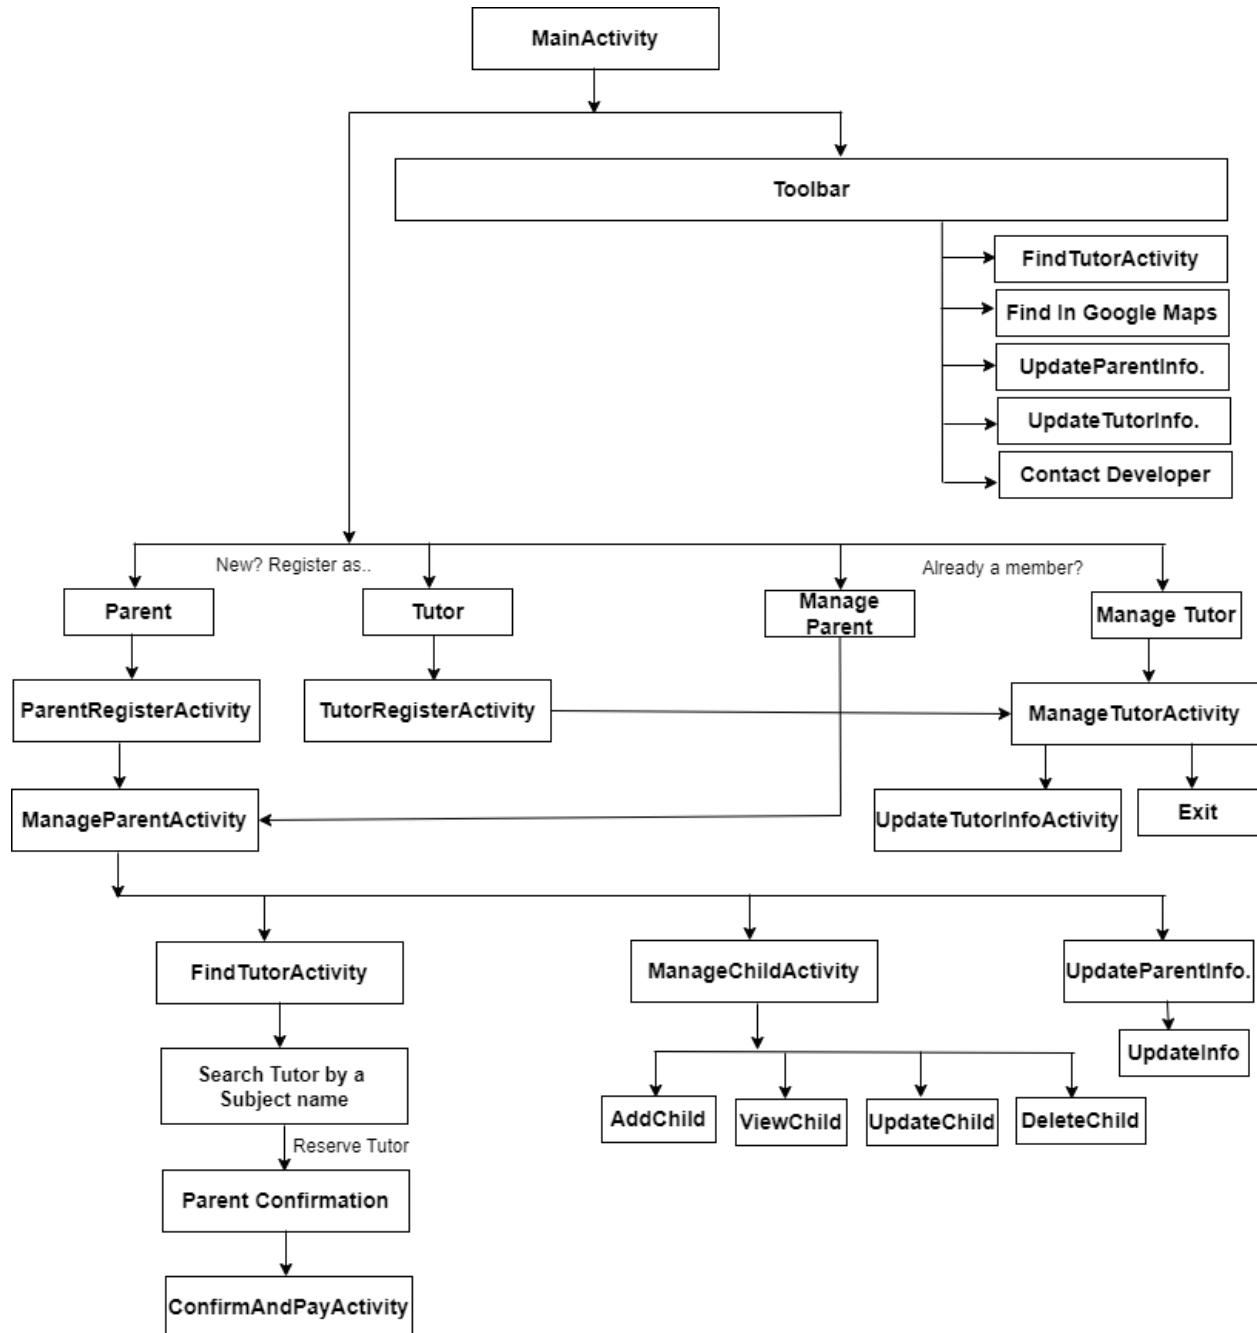 MainActivity
Toolbar
FindTutorActivity
Find In Google Maps
UpdateParentInfo.
UpdateTutorInfo.
Contact Developer
New? Register as..
Already a member?
Parent
Tutor
Manage
Parent
Manage Tutor
ParentRegisterActivity
TutorRegisterActivity
ManageTutorActivity
ManageParentActivity
UpdateTutorInfoActivity
Exit
FindTutorActivity
ManageChildActivity
UpdateParentInfo.
Search Tutor by a
Subject name
UpdateInfo
AddChild
ViewChild
UpdateChild
DeleteChild
Reserve Tutor
Parent Confirmation
ConfirmAndPayActivity